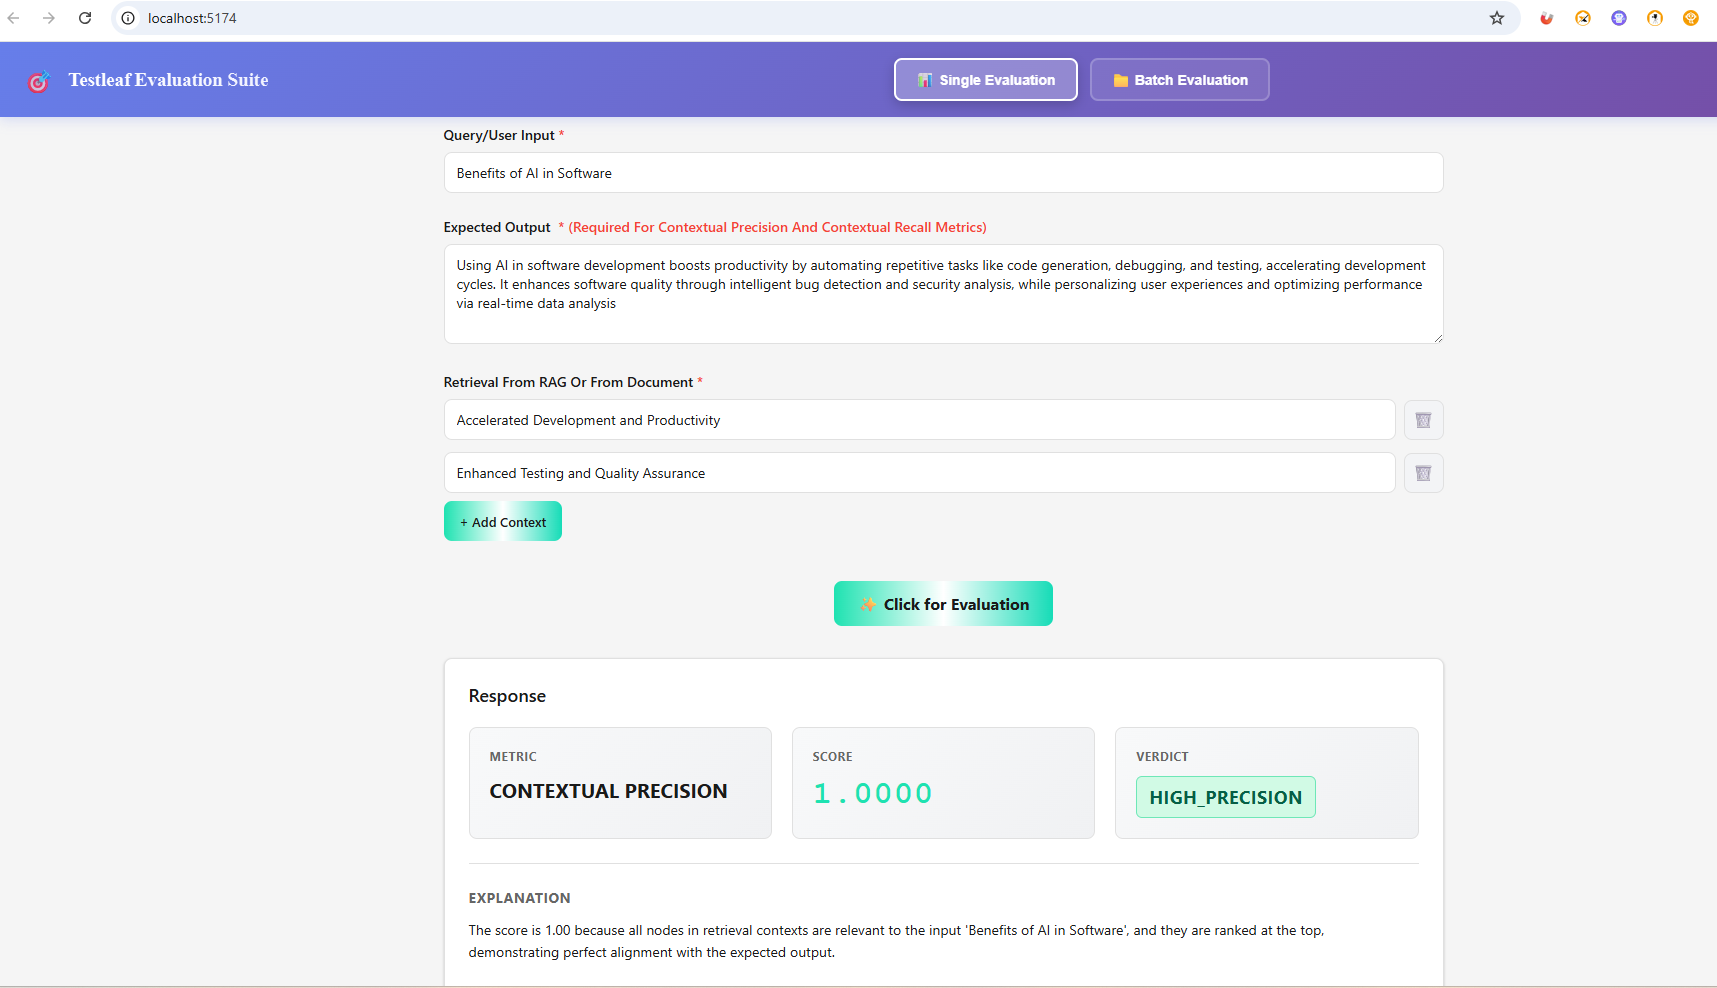 localhost:5174
Testleaf Evaluation Suite
Single Evaluation
Batch Evaluation
Query/User Input *
Benefits of AI in Software
Expected Output * (Required For Contextual Precision And Contextual Recall Metrics)
Using AI in software development boosts productivity by automating repetitive tasks like code generation, debugging, and testing, accelerating development
cycles. It enhances software quality through intelligent bug detection and security analysis, while personalizing user experiences and optimizing performance
via real-time data analysis
Retrieval From RAG Or From Document *
Accelerated Development and Productivity
Enhanced Testing and Quality Assurance
+ Add Context
Click for Evaluation
Response
METRIC
CONTEXTUAL PRECISION
SCORE
1.0000
VERDICT
HIGH_PRECISION
EXPLANATION
The score is 1.00 because all nodes in retrieval contexts are relevant to the input 'Benefits of AI in Software', and they are ranked at the top,
demonstrating perfect alignment with the expected output.